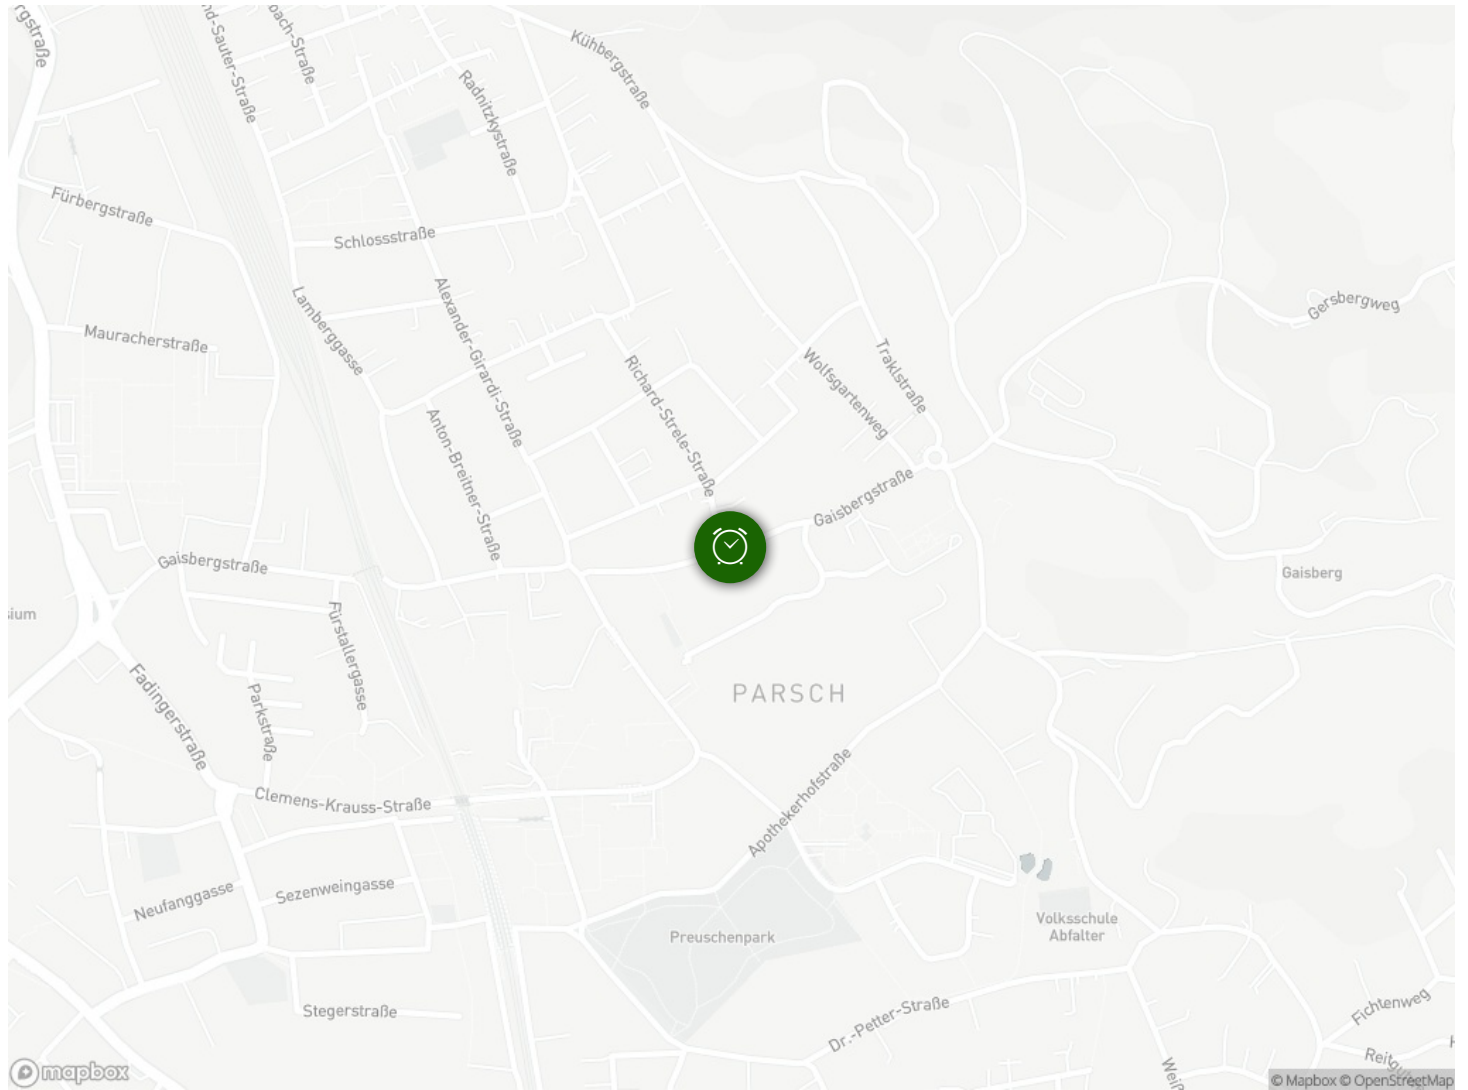 Kühbergstraße
Radnitzkystraße
Fürbergstraße
Schlossstraße
Gersbergweg
Lamberggasse
Alexander-Girardi-Straße
Mauracherstraße
Traklstraße
Wolfsgartenweg
Richard-Strele-Straße
Anton-Breitner-Straße
Gaisbergstraße
Gaisbergstraße
Gaisberg
Fürstallergasse
Fadingerstraße
Parkstraße
PARSCH
Clemens-Krauss-Straße
Apothekerhofstraße
Neufanggasse
Sezenweingasse
Volksschule
Abfalter
Preuschenpark
Stegerstraße
Dr.-Petter-Straße
Fichtenweg
mapbox
© Mapbox © OpenStreetMap